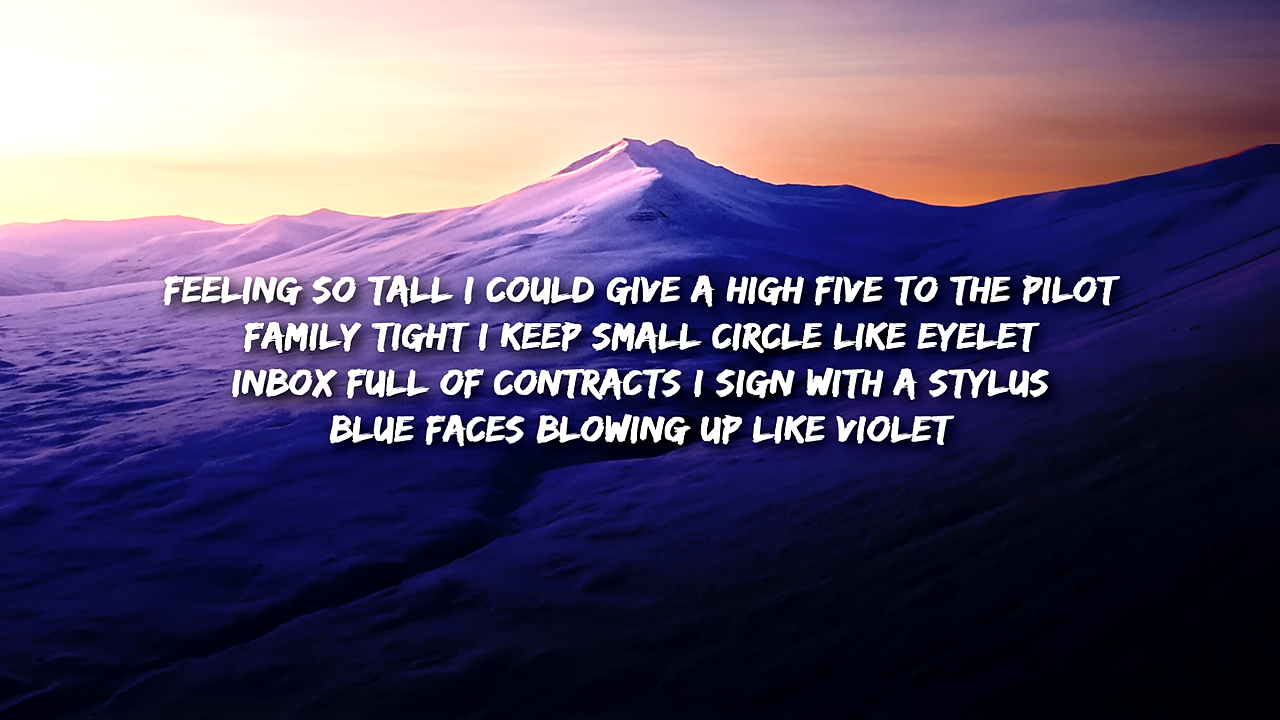 FEELING SO TALL I COULD GIVE A HIGH FIVE TO THE PILOT
FAMILY TIGHT I KEEP SMALL CIRCLE LIKE EYELET
INBOX FULL OF CONTRACTS I SIGN WITH A STYLUS
BLUE FACES BLOWING UP LIKE VIOLET